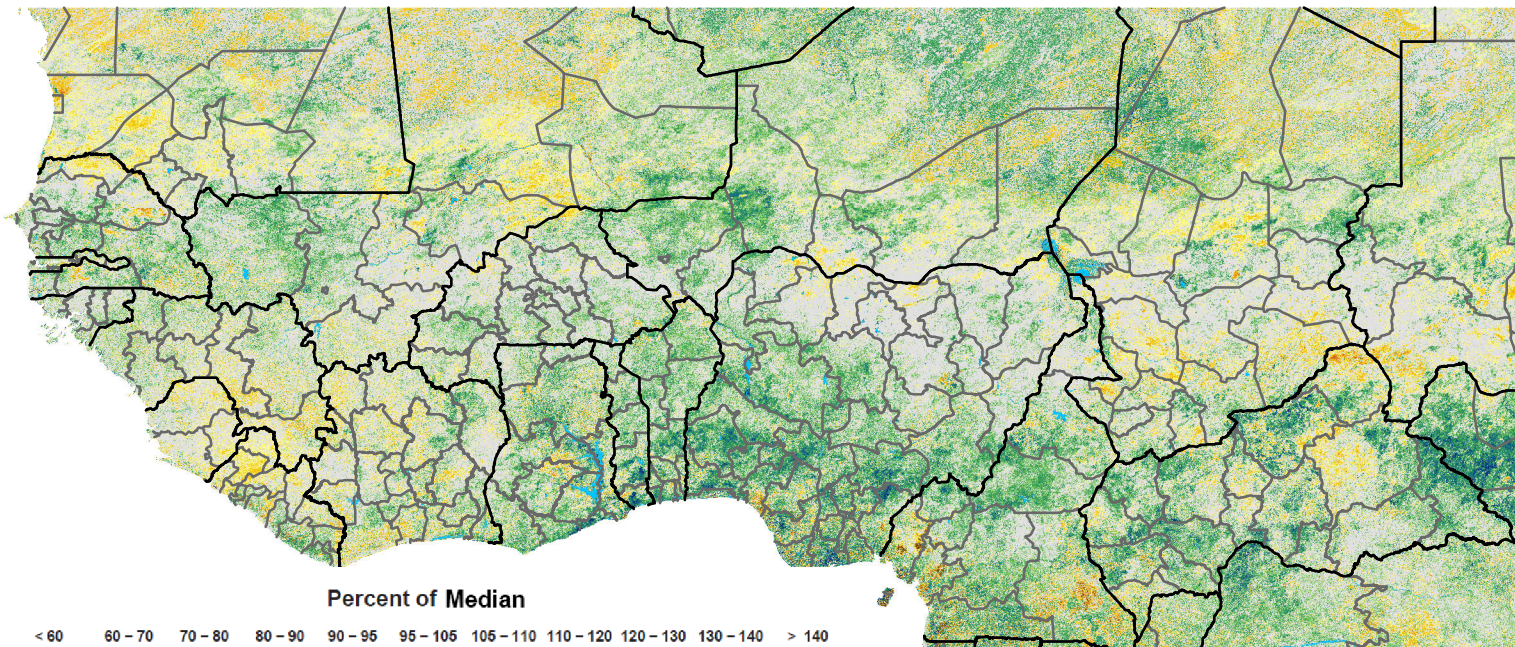 Percent of Median
< 60 60 – 70 70 – 80 80 – 90 90 – 95 95 – 105 105 – 110 110 – 120 120 – 130 130 – 140 > 140